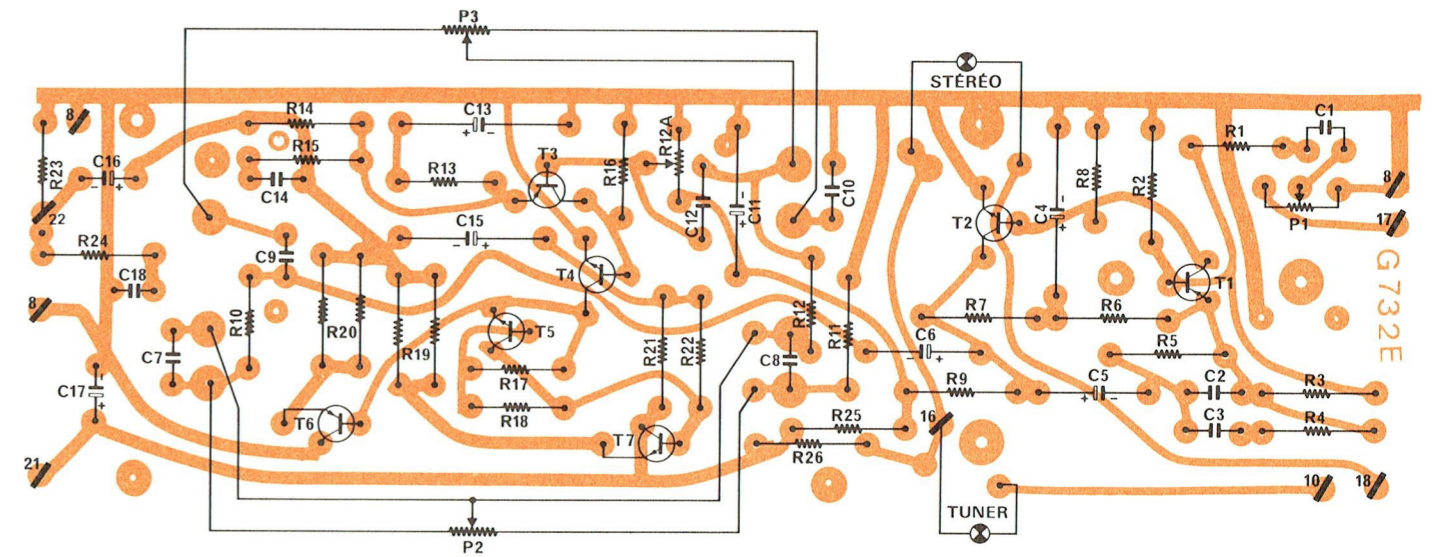 P3
STÉRÉO
R14
C13
R12A
C1
8
R23
C16
R15
T3
R16
R1
R8
R2
8
R13
C14
C12
C11
C10
C4
T2
P1
17
22
C15
R24
C9
T4
T1
G732E
C18
8
R10
R20
R19
T5
R21
R22
R12
R11
R7
R6
C7
C8
C6
R5
R17
C17
R9
C5
C2
R3
R18
T6
T7
R25
R26
16
C3
R4
21
10
18
TUNER
P2